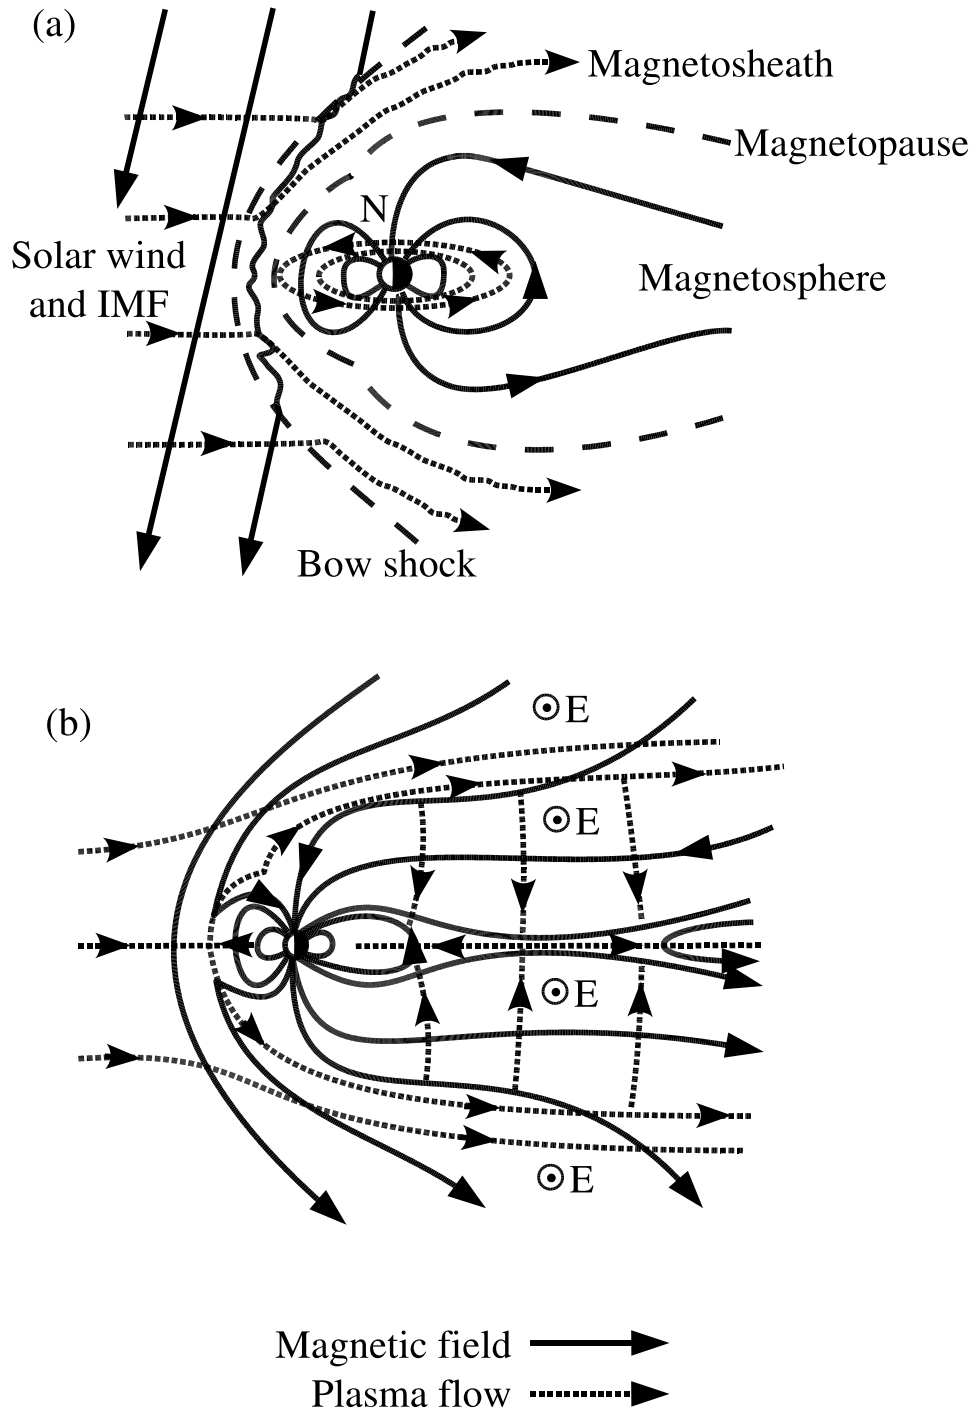 (a)
Magnetosheath
Magnetopause
N
Solar wind
and IMF
Magnetosphere
Bow shock
(b)
E
E
E
E
Magnetic field
Plasma flow